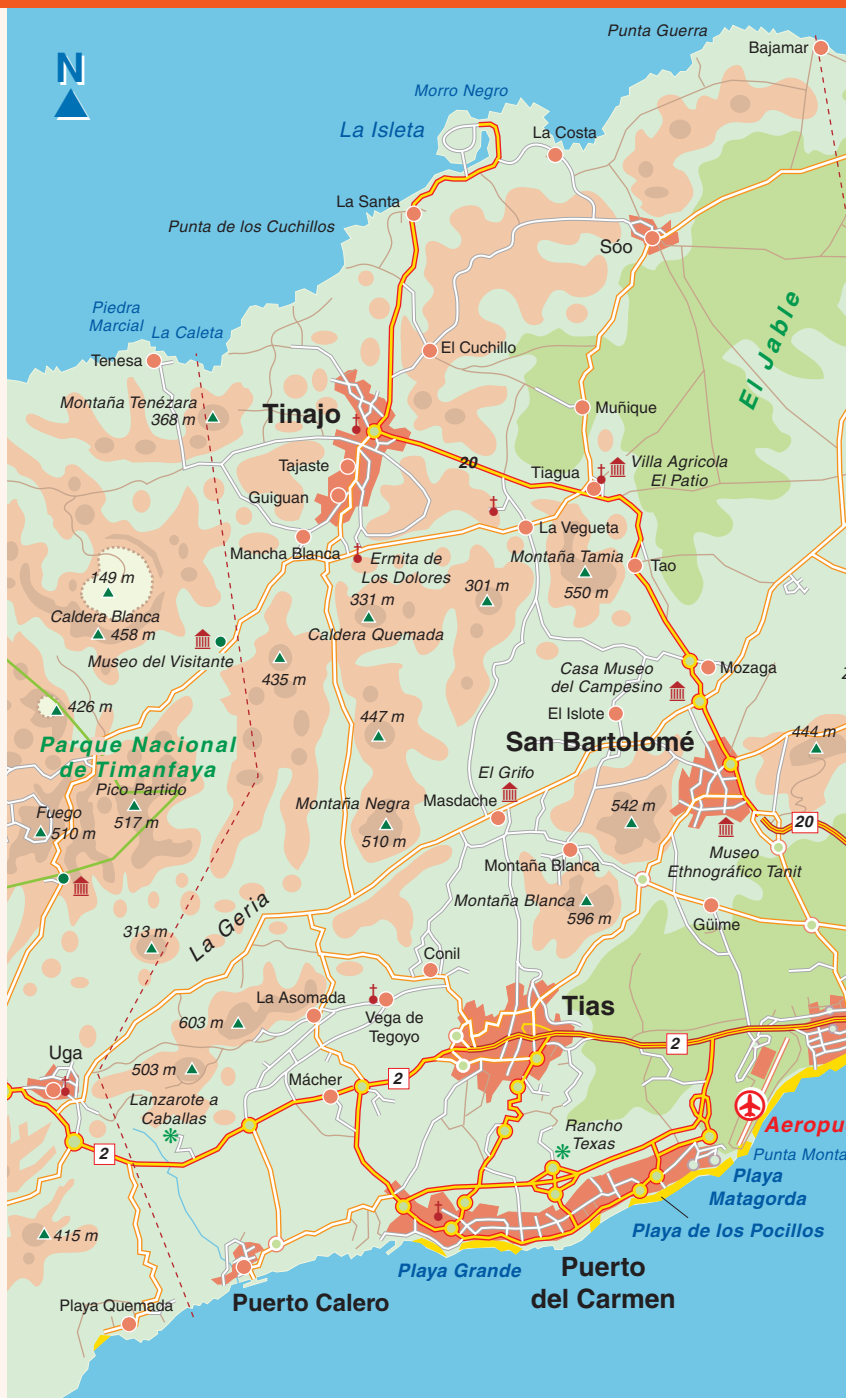 Punta Guerra
Bajamar
N
Morro Negro
La Isleta
La Costa
La Santa
Punta de los Cuchillos
Sóo
Piedra
Marcial
La Caleta
Tenesa
El Cuchillo
El Jable
Montaña Tenézara
368 m
Tinajo
Muñique
20
Tajaste
Tiagua
Villa Agricola
El Patio
Guiguan
La Vegueta
Mancha Blanca
Ermita de
Los Dolores
Montaña Tamia
550 m
Tao
149 m
331 m
301 m
Caldera Blanca
458 m
Caldera Quemada
Museo del Visitante
435 m
Casa Museo
del Campesino
Mozaga
2
426 m
447 m
El Islote
Parque Nacional
de Timanfaya
San Bartolomé
444 m
Pico Partido
517 m
El Grifo
Fuego
510 m
Montaña Negra
510 m
Masdache
542 m
20
Museo
Ethnográfico Tanit
Montaña Blanca
Montaña Blanca
596 m
Güime
La Geria
313 m
Conil
La Asomada
Vega de
Tegoyo
Tias
603 m
2
Uga
503 m
Mácher
2
Lanzarote a
Caballas
Rancho
Texas
Aeropu
2
Punta Monta
Playa
Matagorda
Playa de los Pocillos
415 m
Playa Grande
Puerto
del Carmen
Puerto Calero
Playa Quemada